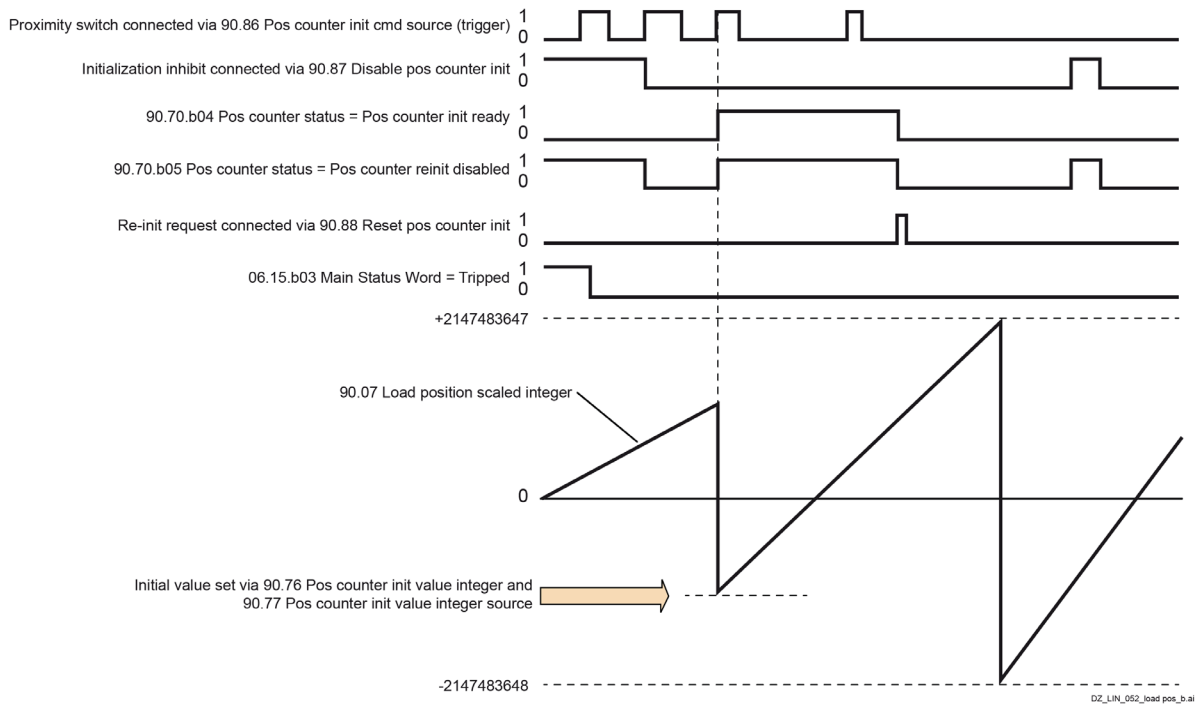 Proximity switch connected via 90.86 Pos counter init cmd source (trigger) 1
0
Initialization inhibit connected via 90.87 Disable pos counter init 1
0
90.70.b04 Pos counter status = Pos counter init ready 1
0
90.70.b05 Pos counter status = Pos counter reinit disabled 1
0
Re-init request connected via 90.88 Reset pos counter init 1
0
06.15.b03 Main Status Word = Tripped 1
0
+2147483647
90.07 Load position scaled integer
0
Initial value set via 90.76 Pos counter init value integer and
90.77 Pos counter init value integer source
-2147483648
DZ_LIN_052_load pos_b.ai